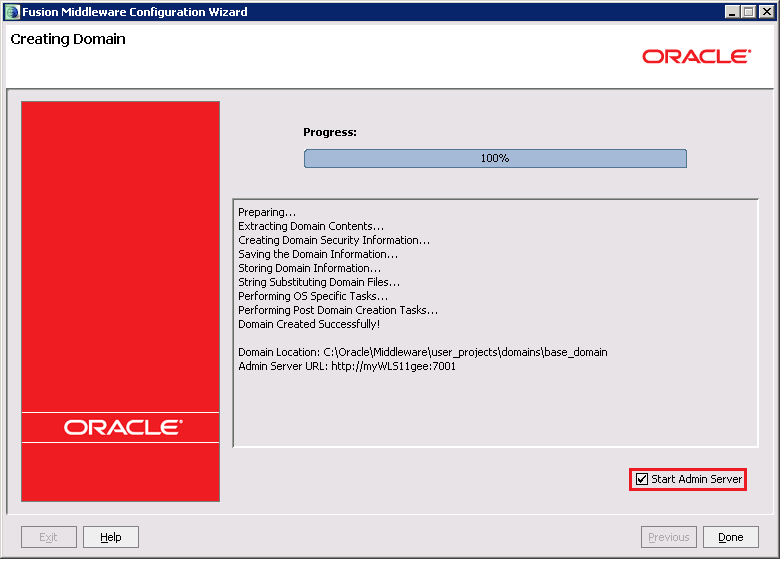 Fusion Middleware Configuration Wizard
Creating Domain
ORACLE®
Progress:
100%
Preparing...
Extracting Domain Contents...
Creating Domain Security Information...
Saving the Domain Information...
Storing Domain Information...
String Substituting Domain Files...
Performing OS Specific Tasks...
Performing Post Domain Creation Tasks...
Domain Created Successfully!
Domain Location: C:\Oracle\Middleware\user_projects\domains\base_domain
Admin Server URL: http://myWLS11gee:7001
ORACLE®
Start Admin Server
Exit Help Previous Done